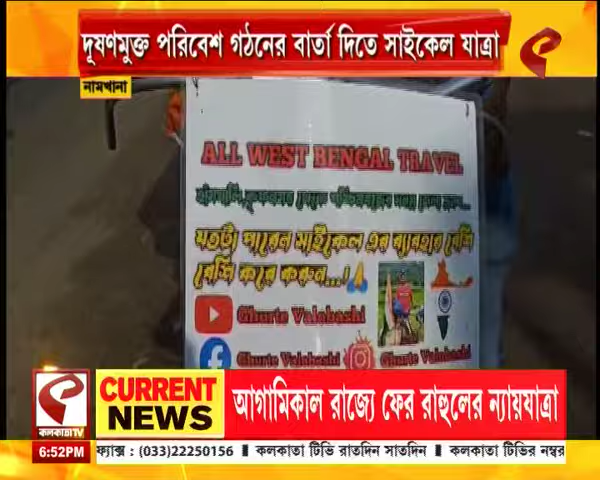 দূষণমুক্ত পরিবেশ গঠনের বার্তা দিতে সাইকেল যাত্রা
নামখানা
ALL WEST BENGAL TRAVEL
যতটা পারেন সাইকেল এর ব্যাবহার বেশি
বেশি করে করুন...!
Ghurte Valobashi
Ghurte Valobashi Ghurte Valobashi
কলকাতা TV
CURRENT NEWS
আগামিকাল রাজ্যে ফের রাহুলের ন্যায়যাত্রা
6:52PM
ফ্যাক্স : (033)22250156 ■ কলকাতা টিভি রাতদিন সাতদিন ■ কলকাতা টিভির নম্বর